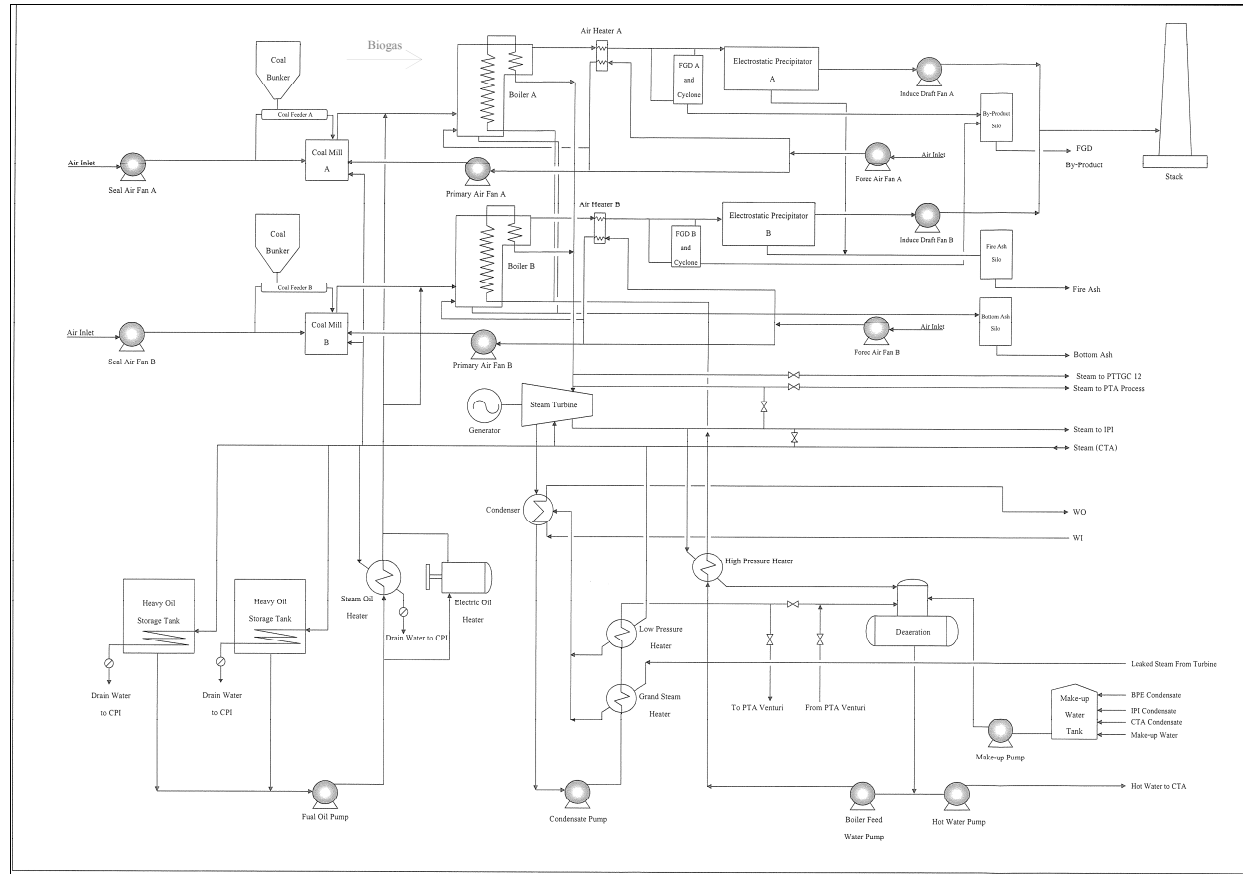 Biogas
Air Heater A
Coal
Bunker
Electrostatic Precipitator
A
FGD A
and
Cyclone
Boiler A
Induce Draft Fan A
Coal Feeder A
By-Product
Silo
Coal Mill
A
FGD
By-Product
Air Inlet
Seal Air Fan A
Primary Air Fan A
Air Inlet
Forec Air Fan A
Stack
Air Heater B
Coal
Bunker
Electrostatic Precipitator
B
FGD B
and
Cyclone
Boiler B
Induce Draft Fan B
Fire Ash
Silo
Coal Feeder B
Fire Ash
Coal Mill
B
Bottom Ash
Silo
Air Inlet
Seal Air Fan B
Primary Air Fan B
Air Inlet
Forec Air Fan B
Bottom Ash
Steam to PTTGC 12
Steam to PTA Process
Steam Turbine
Generator
Steam to IPI
Steam (CTA)
Condenser
WO
WI
High Pressure Heater
Heavy Oil
Storage Tank
Heavy Oil
Storage Tank
Steam Oil
Heater
Electric Oil
Heater
Drain Water to CPI
Low Pressure
Heater
Deaeration
Leaked Steam From Turbine
Drain Water
to CPI
Drain Water
to CPI
Grand Steam
Heater
To PTA Venturi
From PTA Venturi
Make-up
Water
Tank
BPE Condensate
IPI Condensate
CTA Condensate
Make-up Water
Make-up Pump
Hot Water to CTA
Fual Oil Pump
Condensate Pump
Boiler Feed
Water Pump
Hot Water Pump